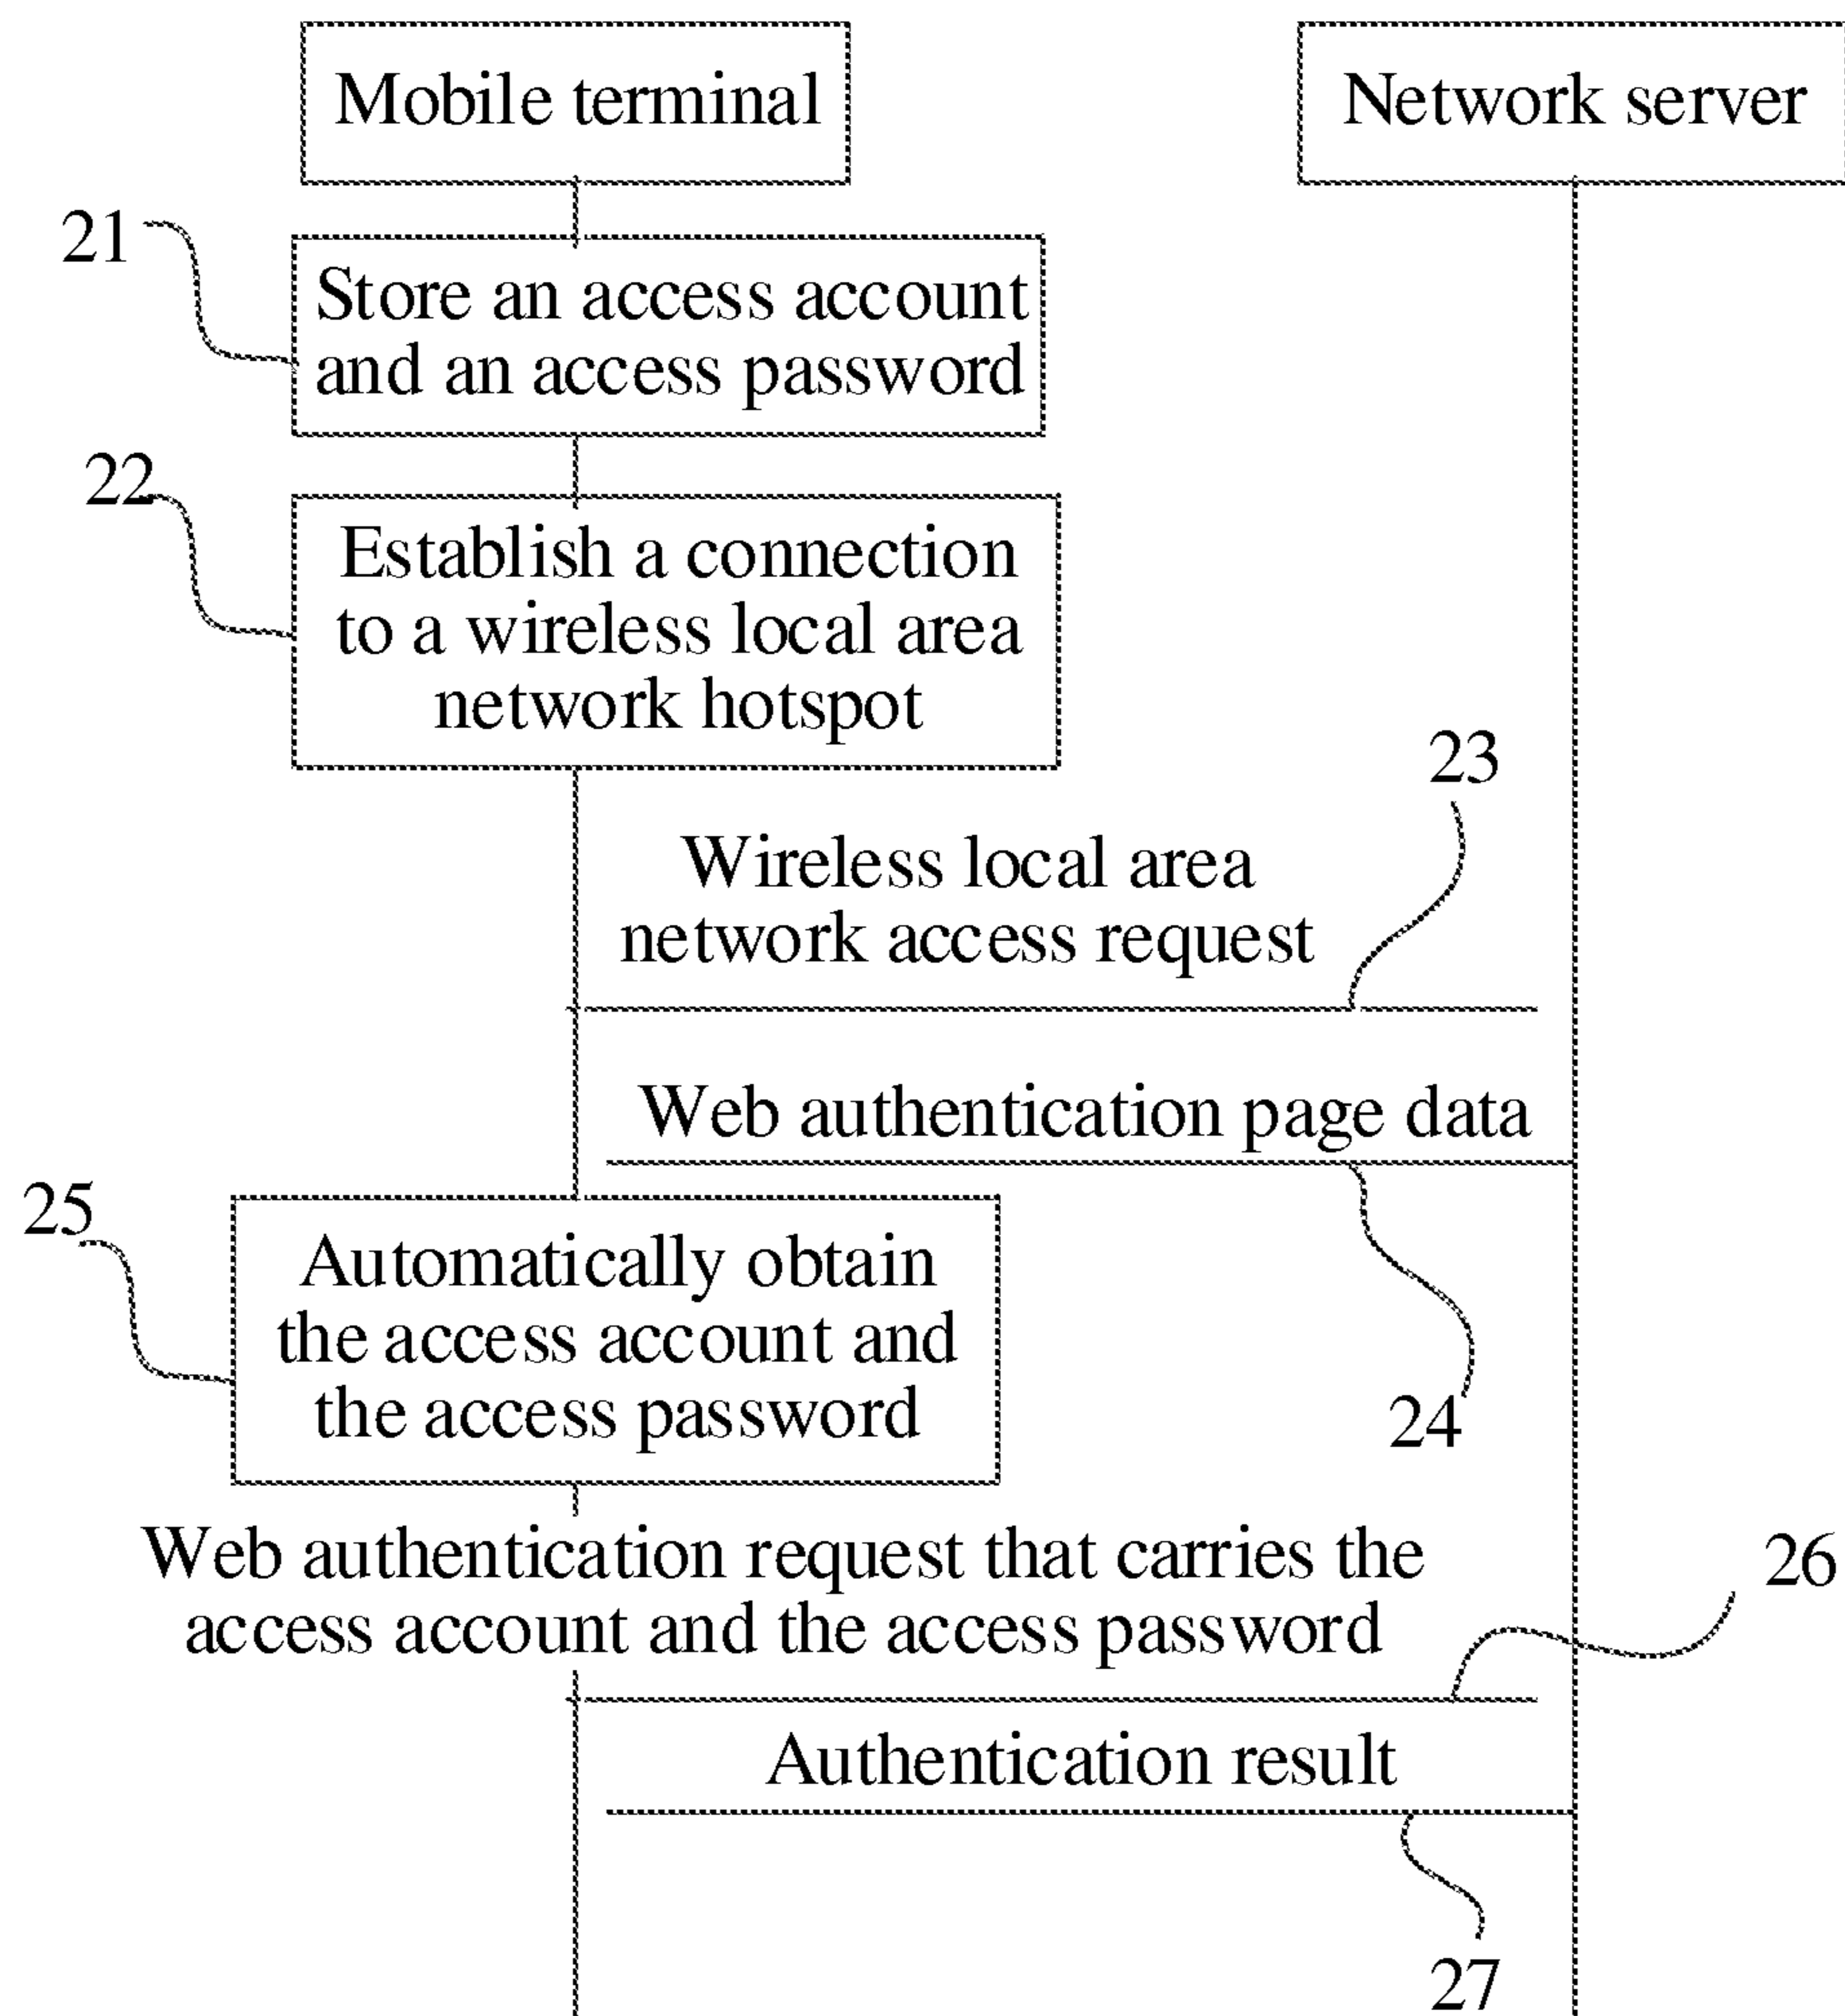 Mobile terminal
Network server
21
Store an access account
and an access password
22
Establish a connection
to a wireless local area
network hotspot
23
Wireless local area
network access request
Web authentication page data
24
25
Automatically obtain
the access account and
the access password
Web authentication request that carries the
access account and the access password
26
Authentication result
27